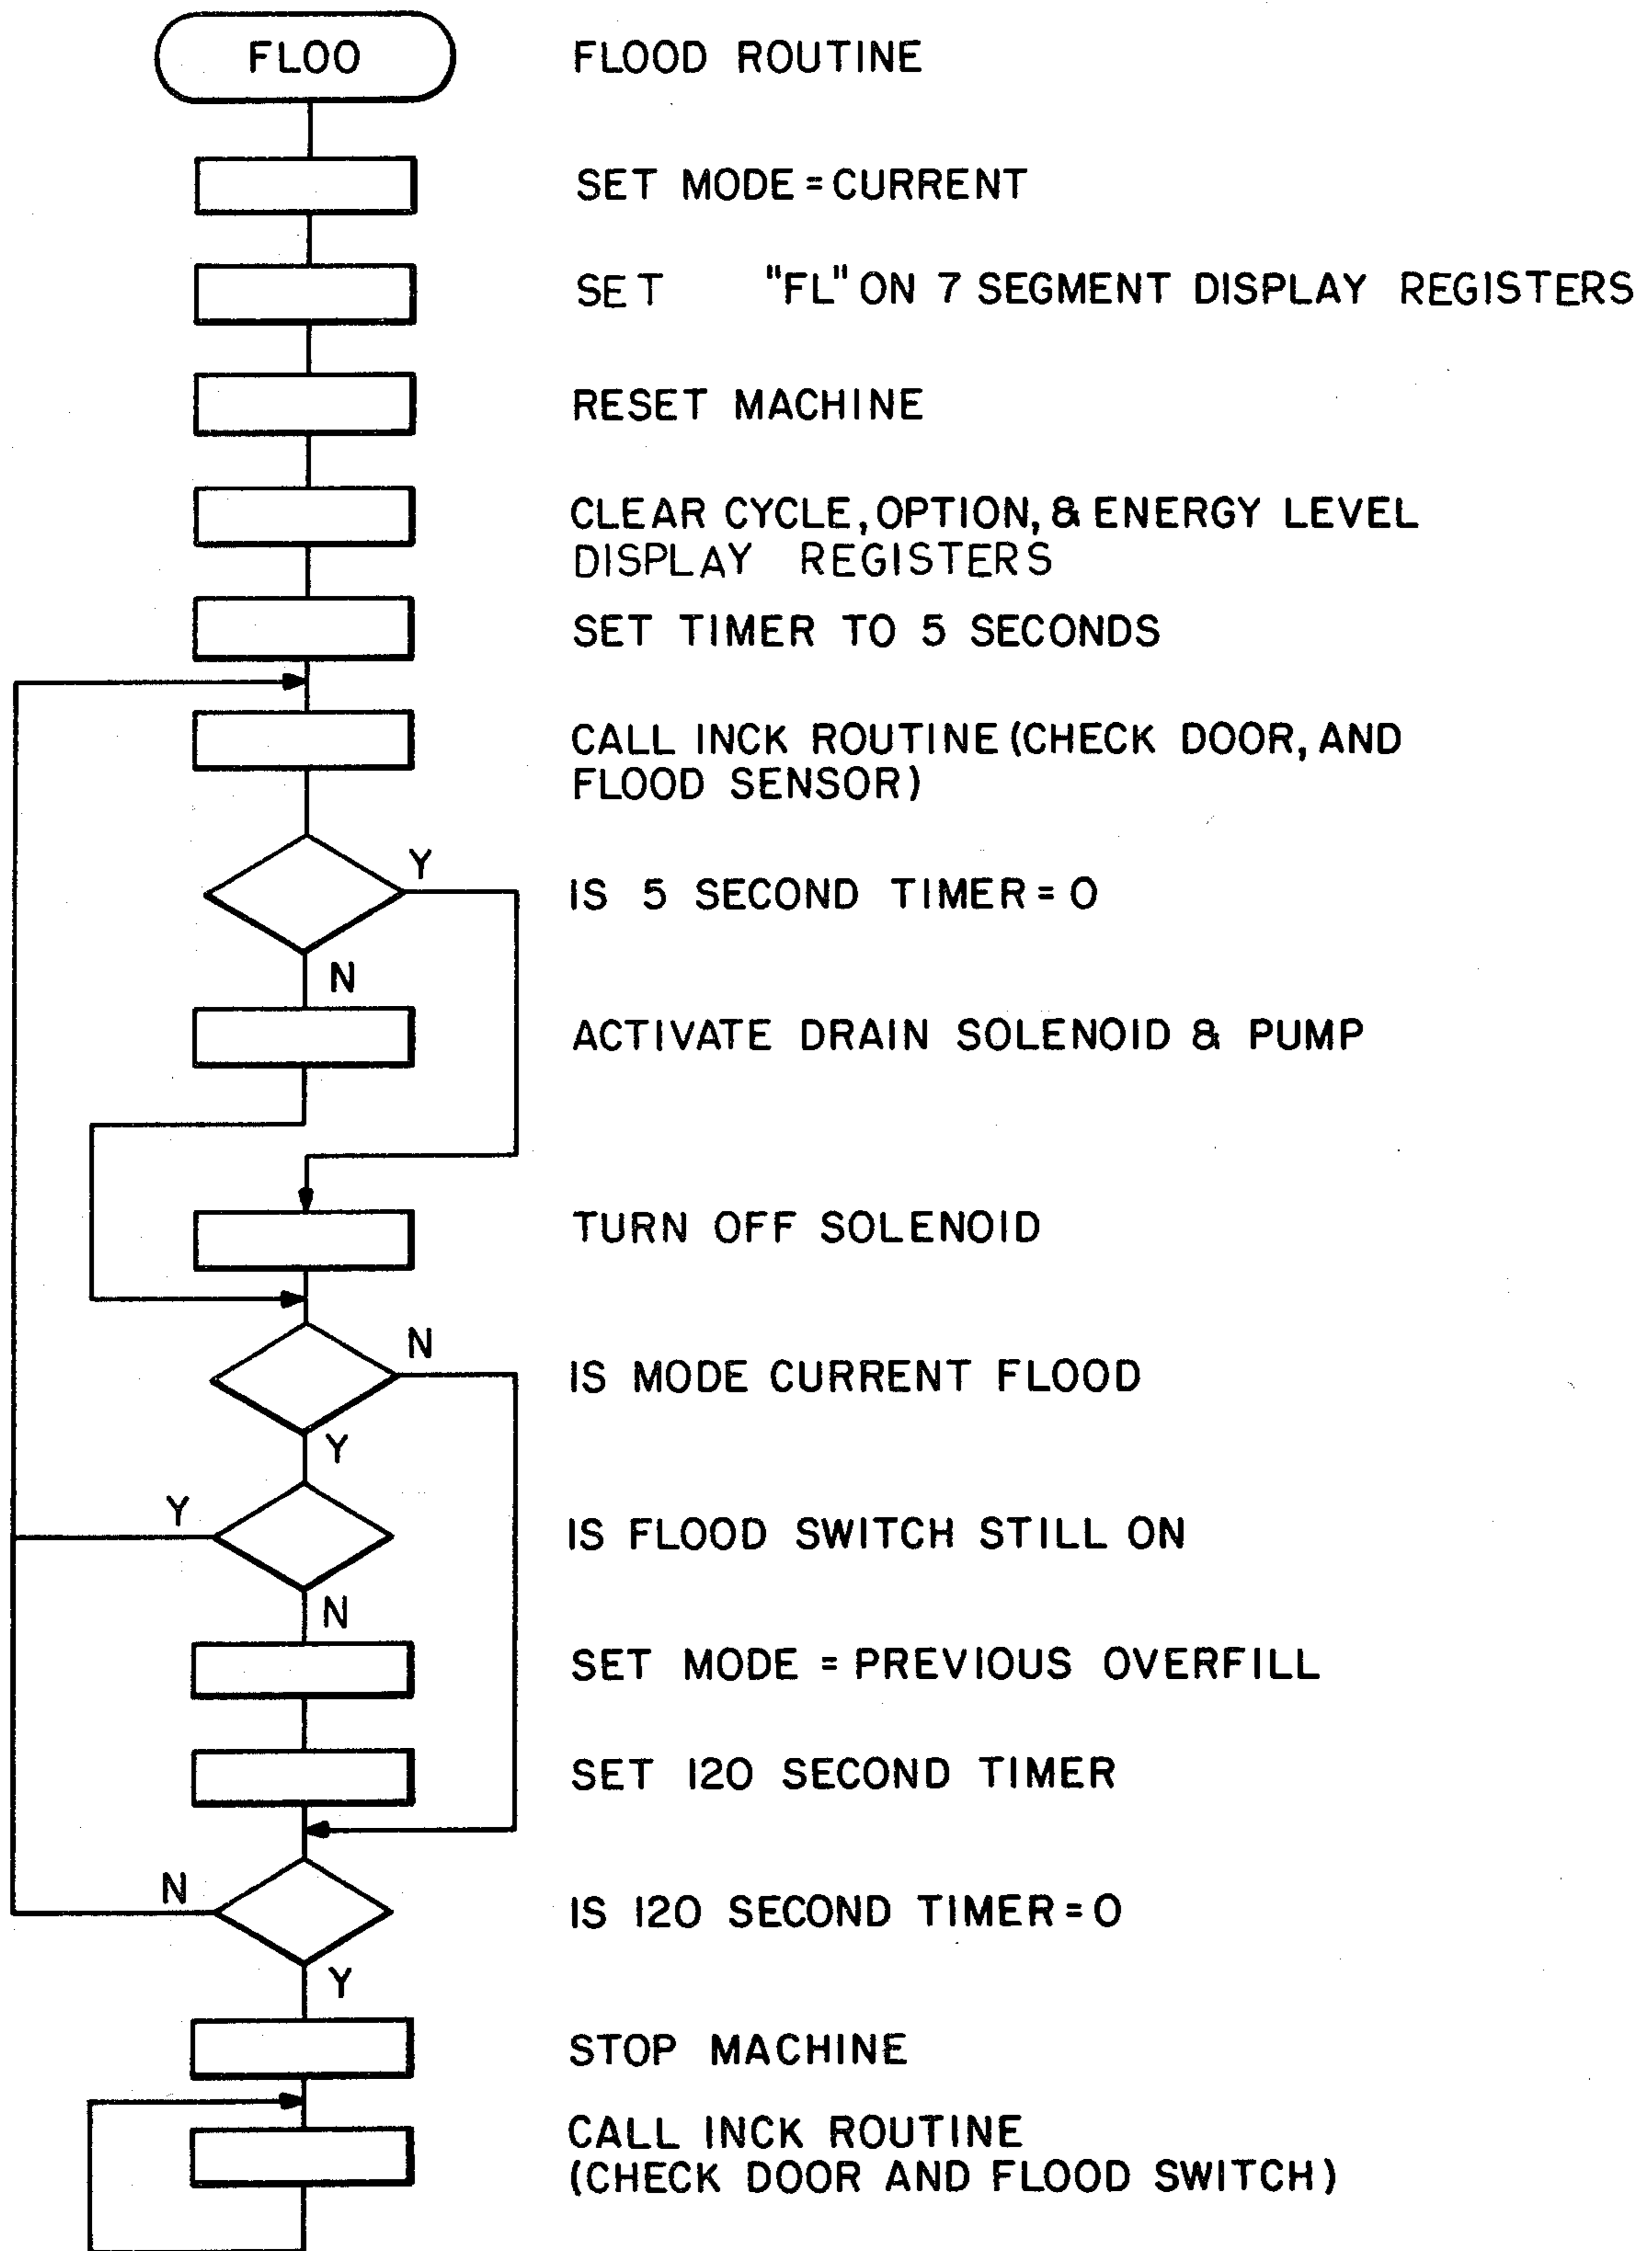 FLOO
FLOOD ROUTINE
SET MODE = CURRENT
SET "FL" ON 7 SEGMENT DISPLAY REGISTERS
RESET MACHINE
CLEAR CYCLE, OPTION, & ENERGY LEVEL
DISPLAY REGISTERS
SET TIMER TO 5 SECONDS
CALL INCK ROUTINE (CHECK DOOR, AND
FLOOD SENSOR)
Y
IS 5 SECOND TIMER = 0
N
ACTIVATE DRAIN SOLENOID & PUMP
TURN OFF SOLENOID
N
IS MODE CURRENT FLOOD
Y
Y
IS FLOOD SWITCH STILL ON
N
SET MODE = PREVIOUS OVERFILL
SET 120 SECOND TIMER
N
IS 120 SECOND TIMER = 0
Y
STOP MACHINE
CALL INCK ROUTINE
(CHECK DOOR AND FLOOD SWITCH)